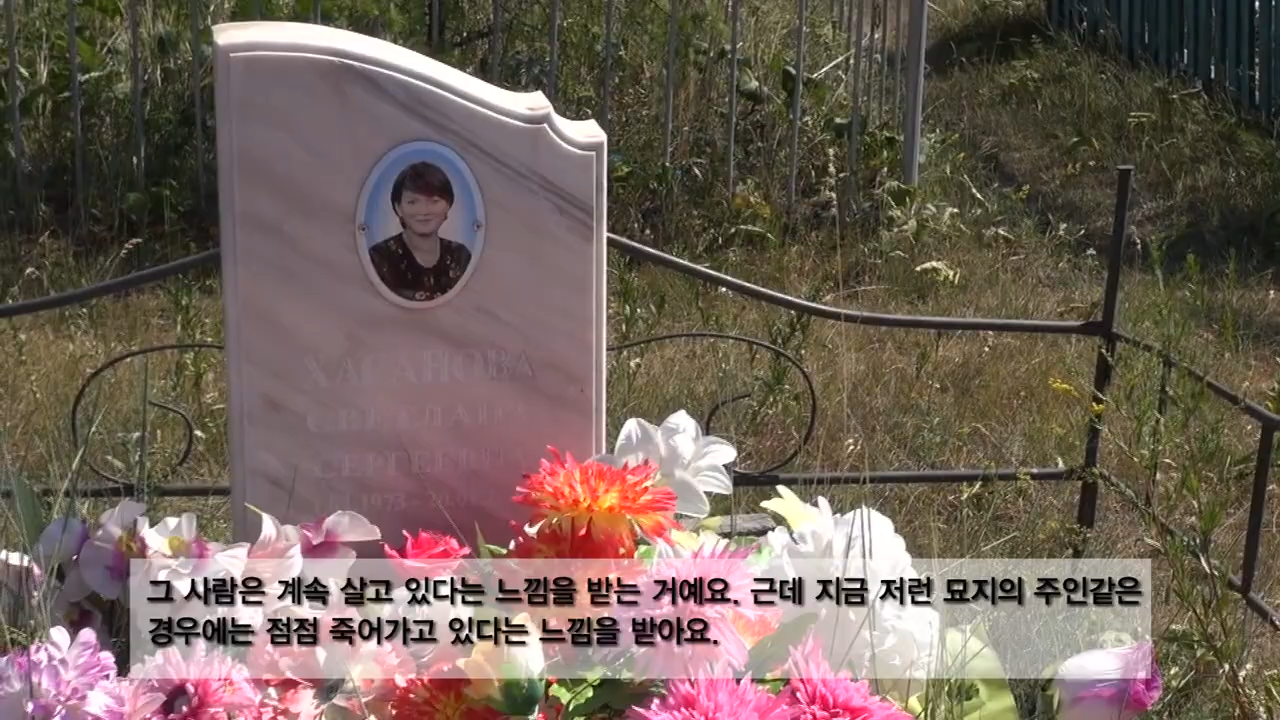 ХАСАНОВА
СВЕТЛАНА
1973
그 사람은 계속 살고 있다는 느낌을 받는 거예요. 근데 지금 저런 묘지의 주인같은
경우에는 점점 죽어가고 있다는 느낌을 받아요.